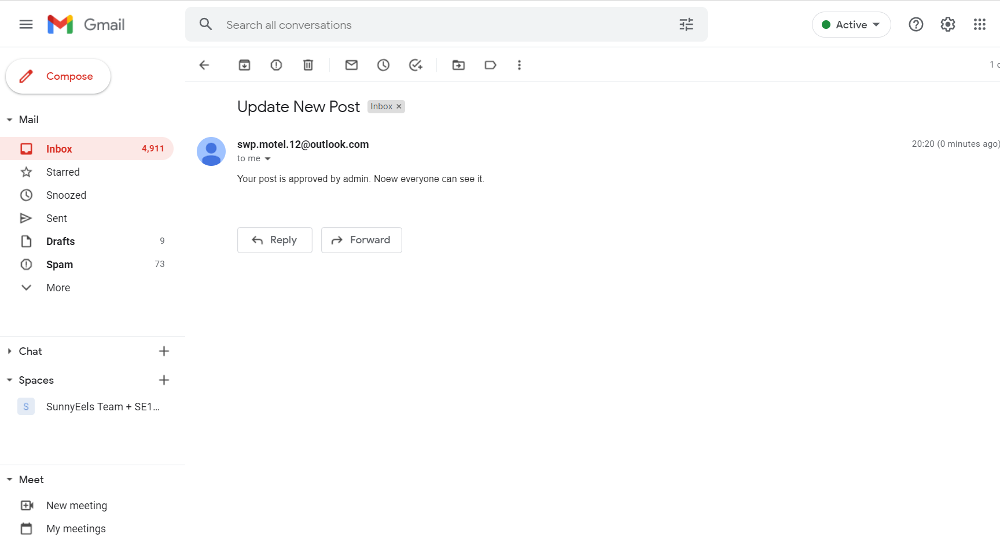 Gmail
Search all conversations
Active
Compose
1 o
Update New Post
Inbox ×
Mail
swp.motel.12@outlook.com
20:20 (0 minutes ago)
Inbox 4,911
to me
Starred
Your post is approved by admin. Noew everyone can see it.
Snoozed
Sent
Drafts 9
Reply
Forward
Spam 73
More
Chat
Spaces
S SunnyEels Team + SE1...
Meet
New meeting
My meetings